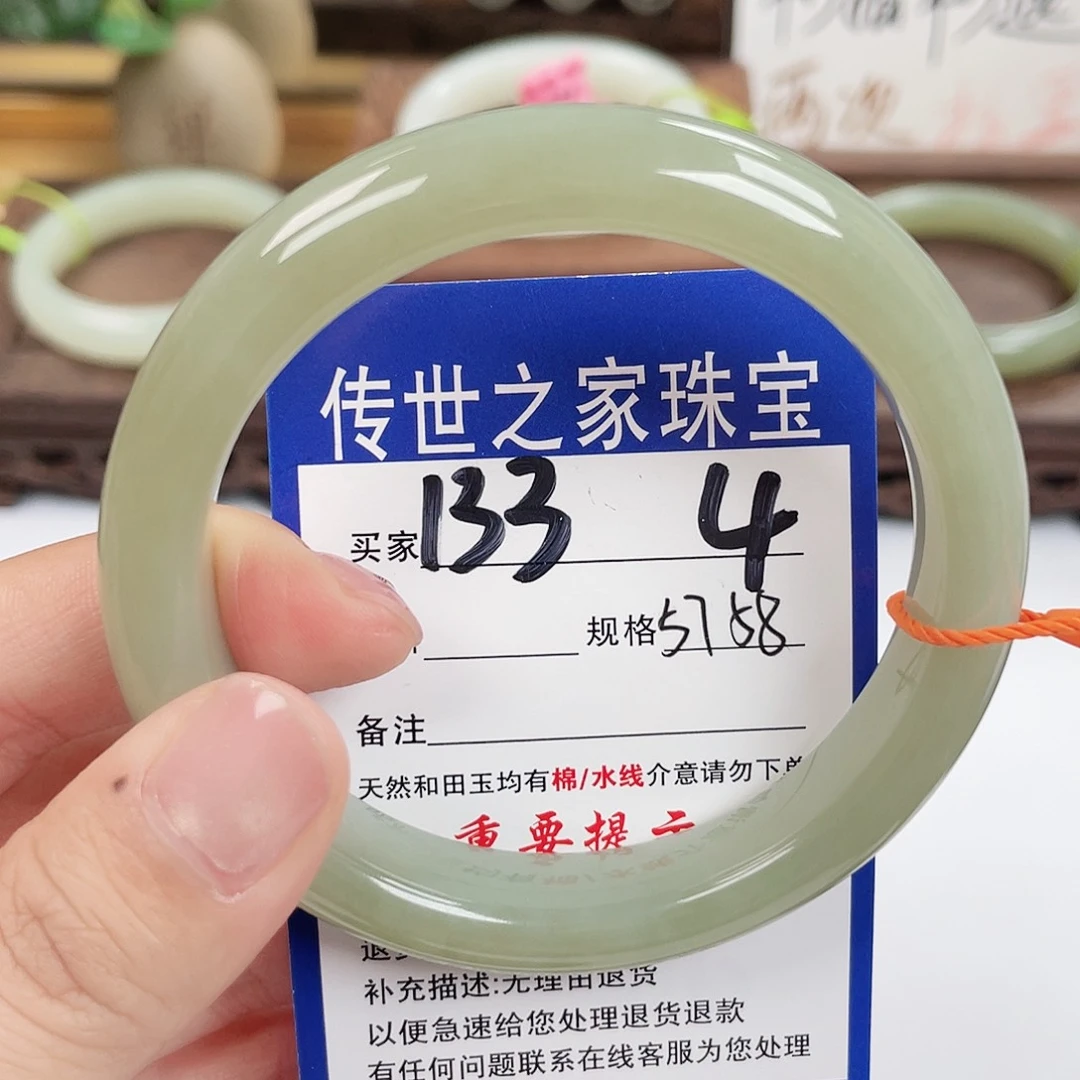 两次
传世之家珠宝
买家 133 4
规格 5758
备注
天然和田玉均有棉/水线介意请勿下单
重要提示
补充描述:无理由退货
以便急速给您处理退货退款
有任何问题联系在线客服为您处理